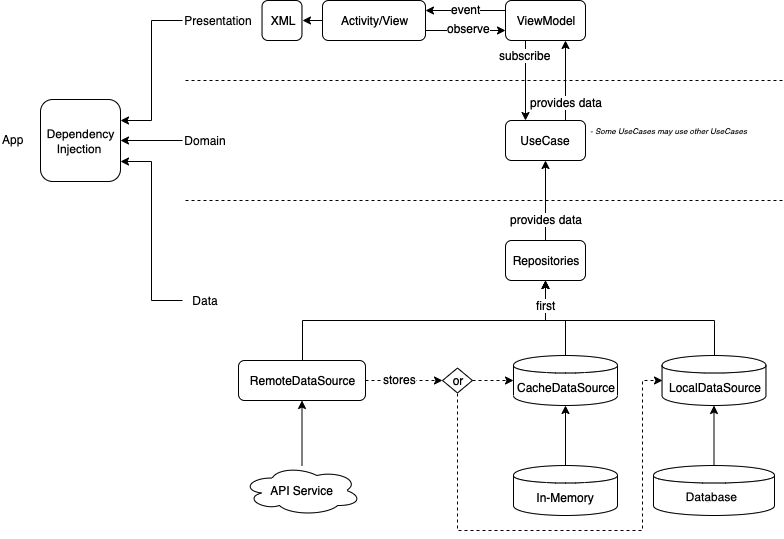 Presentation
XML
Activity/View
event
observe
ViewModel
subscribe
provides data
App
Dependency
Injection
Domain
UseCase
- Some UseCases may use other UseCases
provides data
Repositories
Data
first
RemoteDataSource
stores
or
CacheDataSource
LocalDataSource
API Service
In-Memory
Database